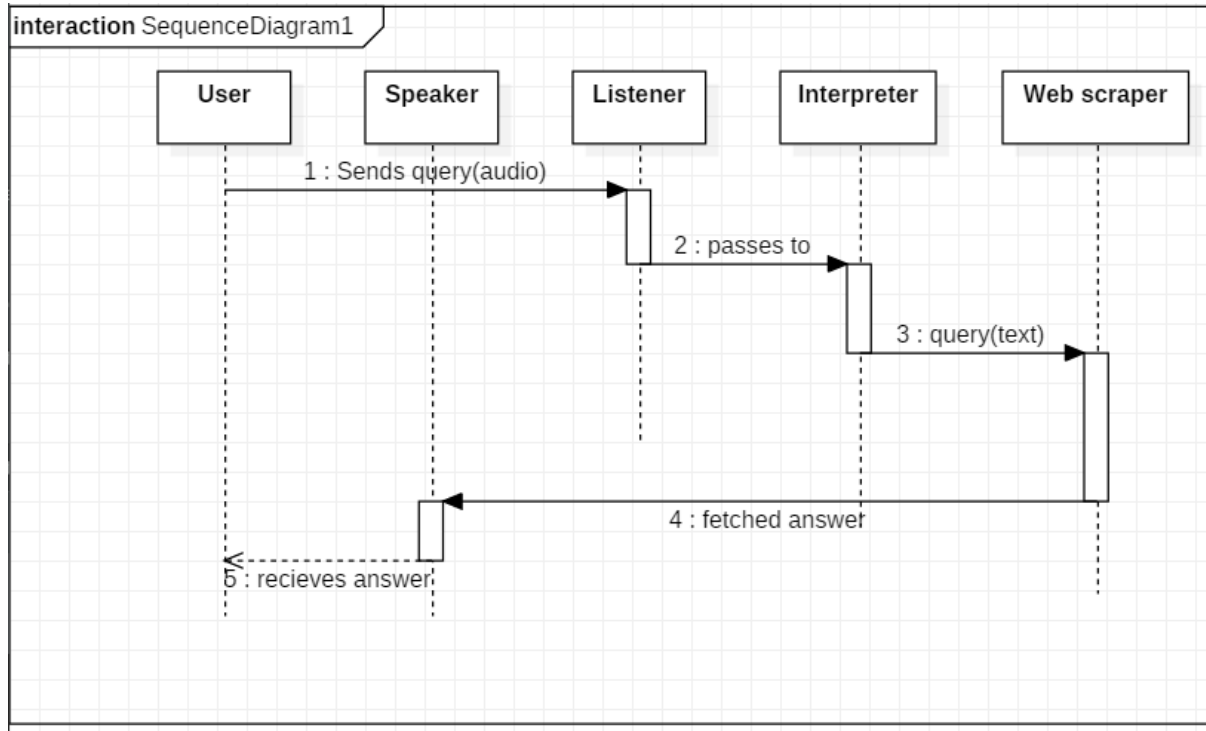 interaction SequenceDiagram1
User
Speaker
Listener
Interpreter
Web scraper
1 : Sends query(audio)
2 : passes to
3 : query(text)
4 : fetched answer
5 : recieves answer